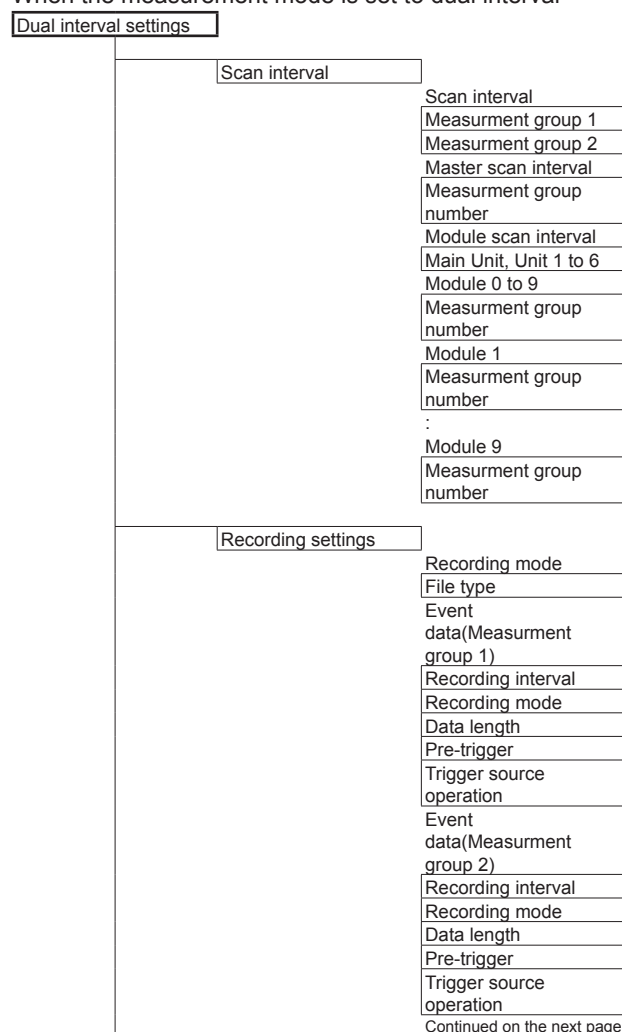 When the measurement mode is set to dual interval
Dual interval settings
Scan interval
Scan interval
Measurment group 1
Measurment group 2
Master scan interval
Measurment group
number
Module scan interval
Main Unit, Unit 1 to 6
Module 0 to 9
Measurment group
number
Module 1
Measurment group
number
:
Module 9
Measurment group
number
Recording settings
Recording mode
File type
Event
data(Measurment
group 1)
Recording interval
Recording mode
Data length
Pre-trigger
Trigger source
operation
Event
data(Measurment
group 2)
Recording interval
Recording mode
Data length
Pre-trigger
Trigger source
operation
Continued on the next page